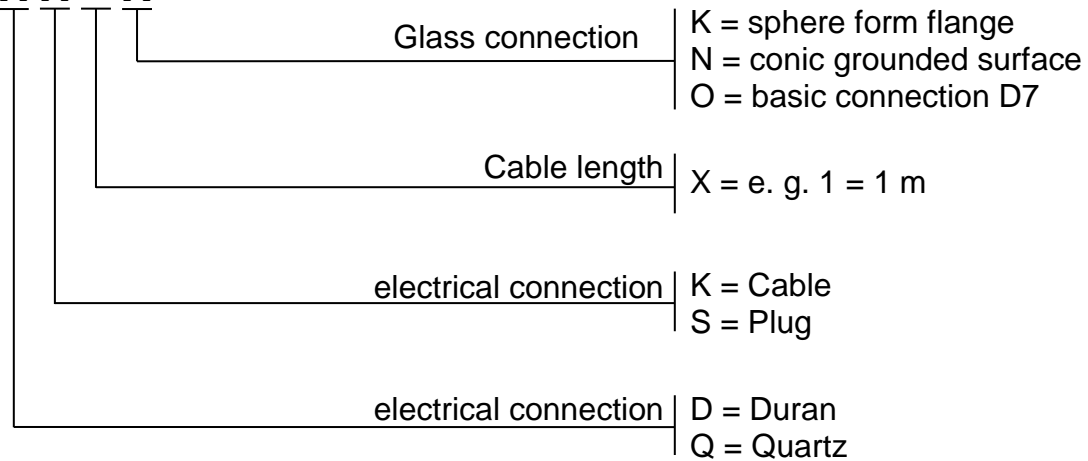 Glass connection
K = sphere form flange
N = conic grounded surface
O = basic connection D7
Cable length
X = e. g. 1 = 1 m
electrical connection
K = Cable
S = Plug
electrical connection
D = Duran
Q = Quartz